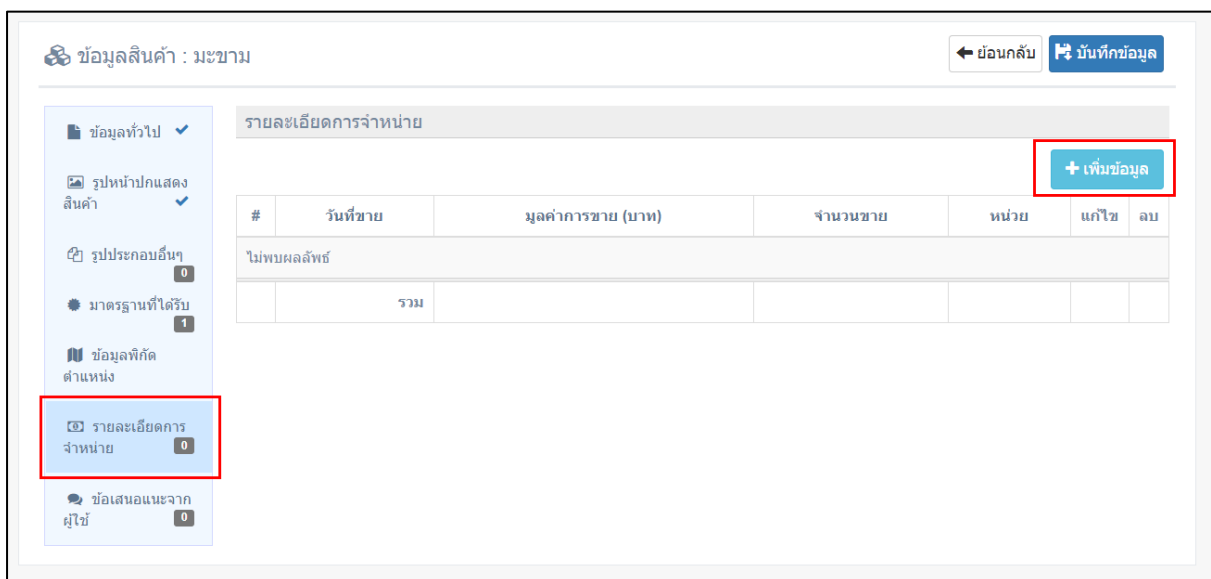 ข้อมูลสินค้า : มะขาม
ย้อนกลับ
บันทึกข้อมูล
ข้อมูลทั่วไป
รูปหน้าปกแสดง
สินค้า
รูปประกอบอื่นๆ
0
มาตรฐานที่ได้รับ
1
ข้อมูลพิกัด
ตำแหน่ง
รายละเอียดการ
จำหน่าย 0
ข้อเสนอแนะจาก
ผู้ใช้ 0
รายละเอียดการจำหน่าย
เพิ่มข้อมูล
# วันที่ขาย มูลค่าการขาย (บาท) จำนวนขาย หน่วย แก้ไข ลบ
ไม่พบผลลัพธ์
รวม